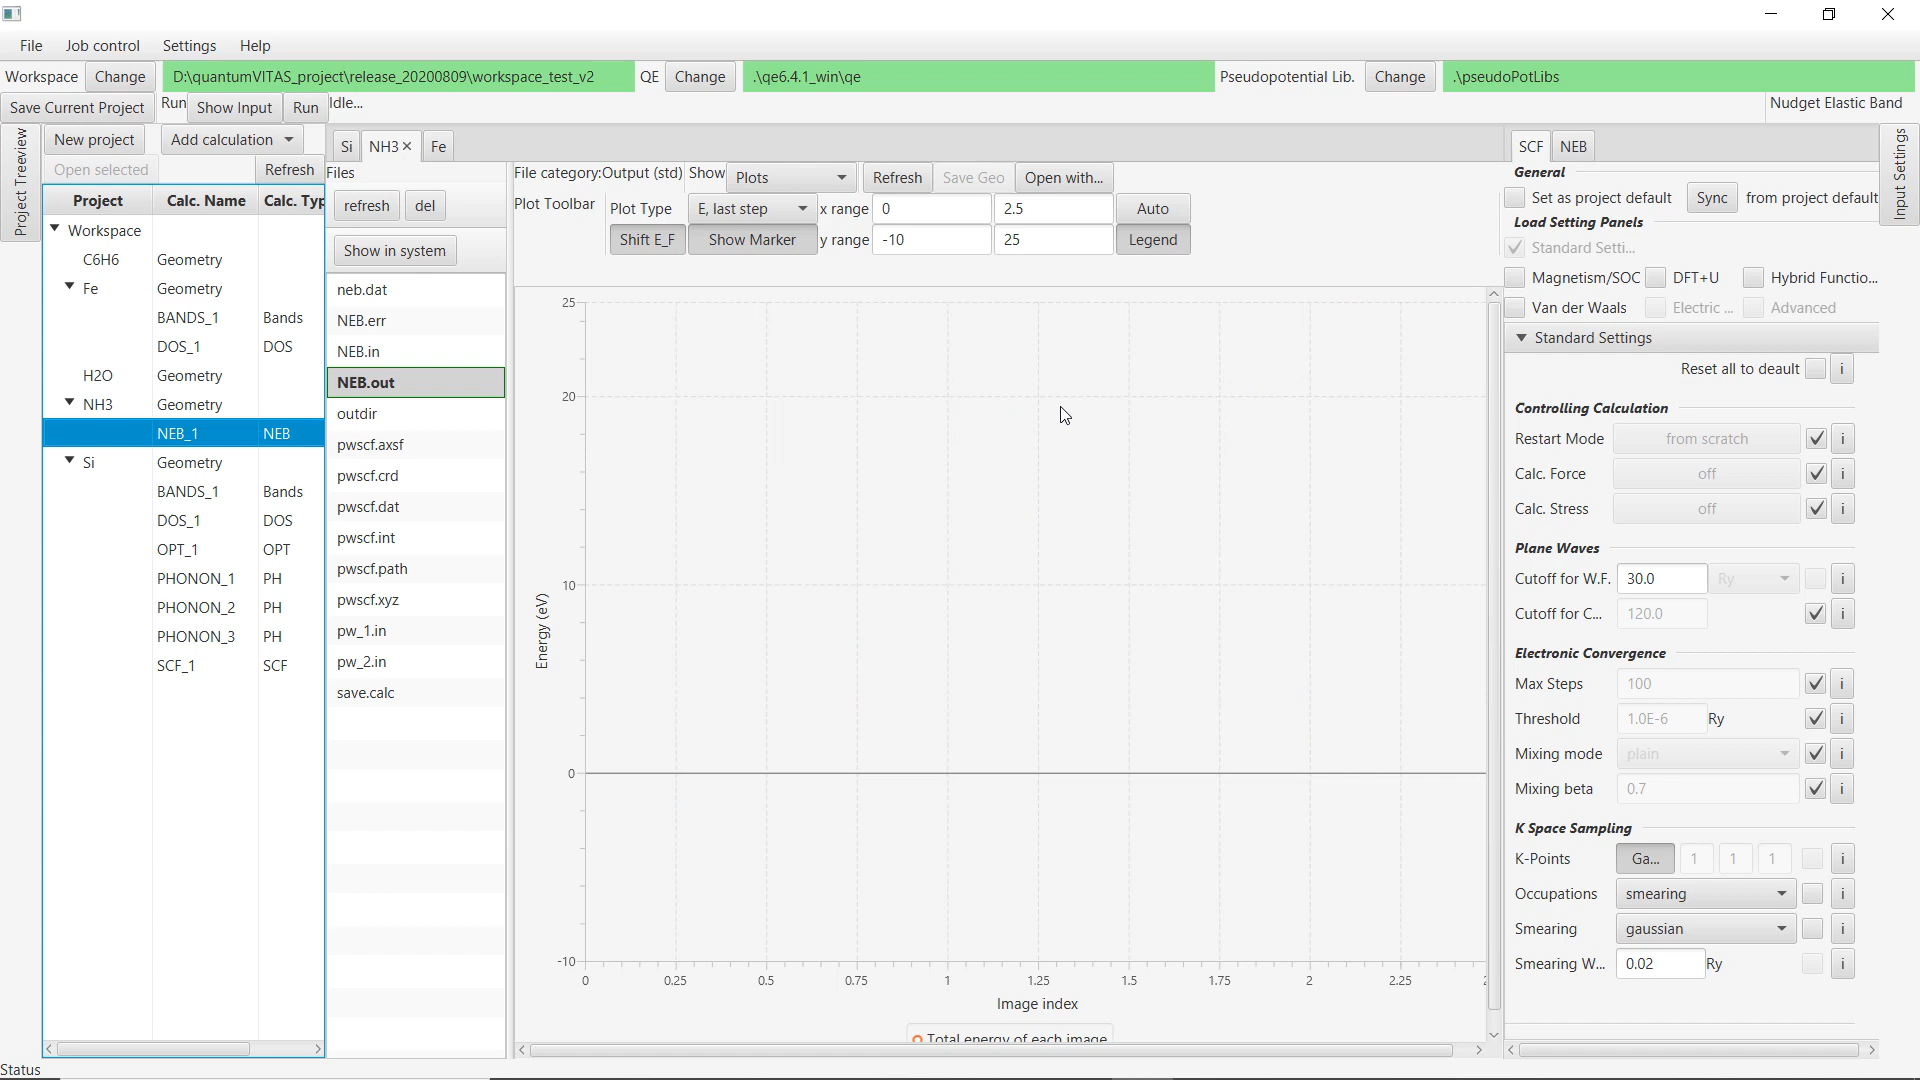 File Job control Settings Help
Workspace Change D:\quantumVITAS_project\release_20200809\workspace_test_v2 QE Change .\qe6.4.1_win\qe Pseudopotential Lib. Change .\pseudoPotLibs
Save Current Project Run Show Input Run Idle... Nudget Elastic Band
Project Treeview
New project Add calculation
Open selected Refresh
Project Calc. Name Calc. Typ
Workspace
C6H6 Geometry
Fe Geometry
BANDS_1 Bands
DOS_1 DOS
H2O Geometry
NH3 Geometry
NEB_1 NEB
Si Geometry
BANDS_1 Bands
DOS_1 DOS
OPT_1 OPT
PHONON_1 PH
PHONON_2 PH
PHONON_3 PH
SCF_1 SCF
Si NH3 Fe
Files
refresh del
Show in system
neb.dat
NEB.err
NEB.in
NEB.out
outdir
pwscf.axsf
pwscf.crd
pwscf.dat
pwscf.int
pwscf.path
pwscf.xyz
pw_1.in
pw_2.in
save.calc
File category:Output (std) Show Plots Refresh Save Geo Open with...
Plot Toolbar Plot Type E, last step x range 0 2.5 Auto
Shift E_F Show Marker y range -10 25 Legend
25
20
10
0
-10
Energy (eV)
0 0.25 0.5 0.75 1 1.25 1.5 1.75 2 2.25
Image index
Total energy of each image
SCF NEB
Input Settings
General
Set as project default Sync from project default
Load Setting Panels
Standard Setti...
Magnetism/SOC DFT+U Hybrid Functio...
Van der Waals Electric ... Advanced
Standard Settings
Reset all to deault i
Controlling Calculation
Restart Mode from scratch i
Calc. Force off i
Calc. Stress off i
Plane Waves
Cutoff for W.F. 30.0 Ry i
Cutoff for C... 120.0 i
Electronic Convergence
Max Steps 100 i
Threshold 1.0E-6 Ry i
Mixing mode plain i
Mixing beta 0.7 i
K Space Sampling
K-Points Ga... 1 1 1 i
Occupations smearing i
Smearing gaussian i
Smearing W... 0.02 Ry i
Status